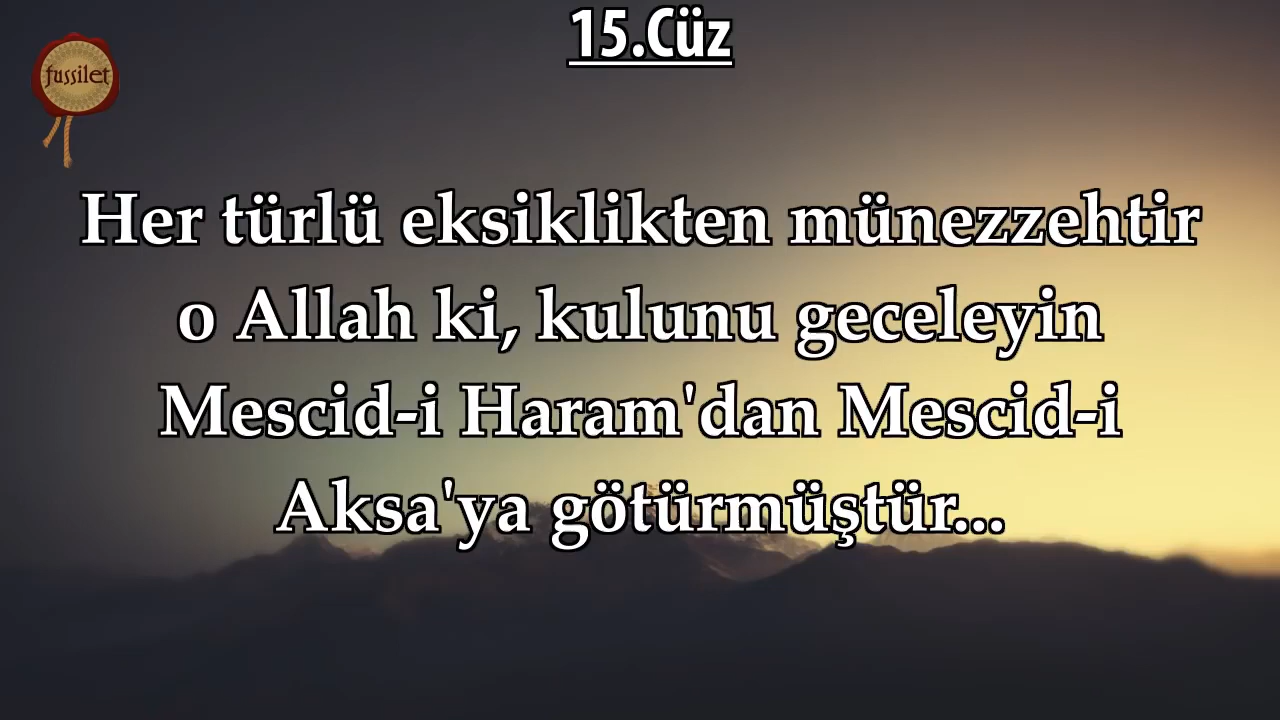 15.Cüz
fussilet
Her türlü eksiklikten münezzehtir
o Allah ki, kulunu geceleyin
Mescid-i Haram'dan Mescid-i
Aksa'ya götürmüştür...